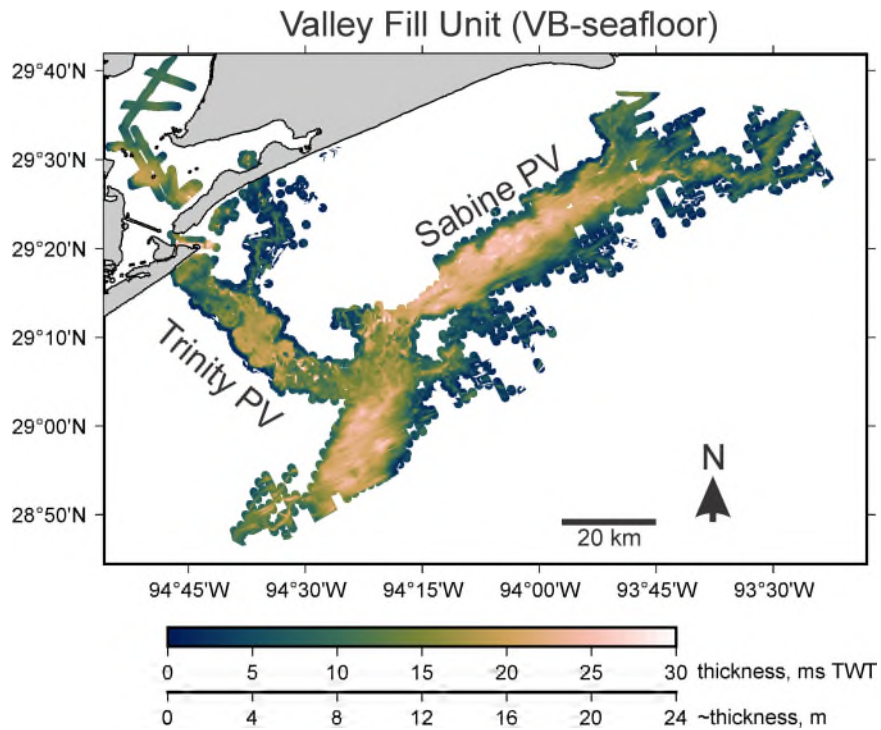 Valley Fill Unit (VB-seafloor)
29°40'N
29°30'N
29°20'N
29°10'N
29°00'N
28°50'N
Sabine PV
Trinity PV
N
20 km
94°45'W 94°30'W 94°15'W 94°00'W 93°45'W 93°30'W
0 5 10 15 20 25 30 thickness, ms TWT
0 4 8 12 16 20 24 ~thickness, m